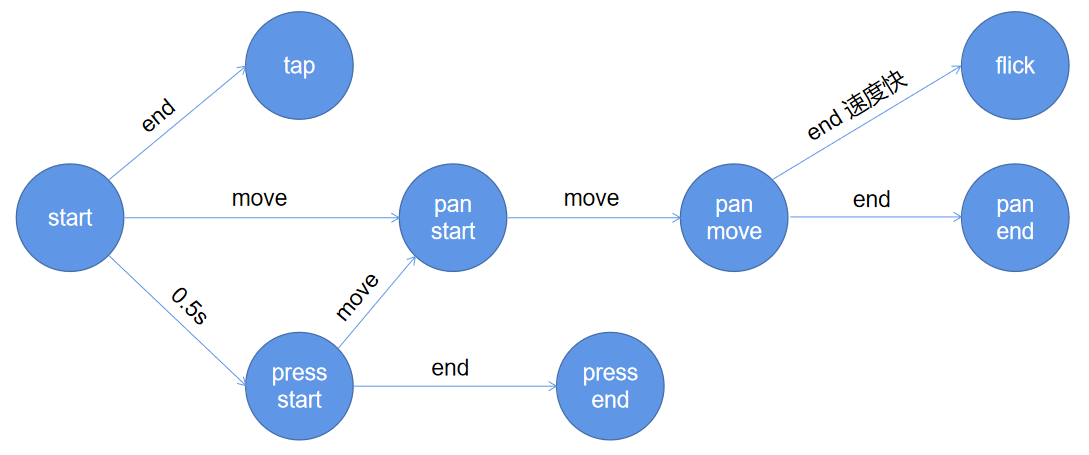 tap
flick
end
end 速度快
start
move
pan
start
move
pan
move
end
pan
end
0.5s
move
press
start
end
press
end